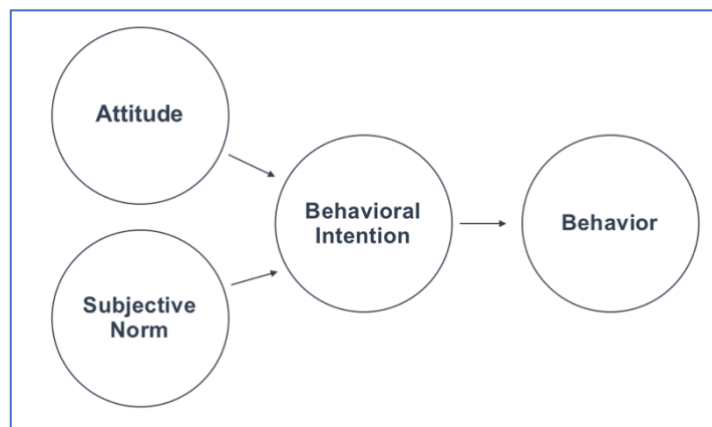 Attitude
Subjective
Norm
Behavioral
Intention
Behavior